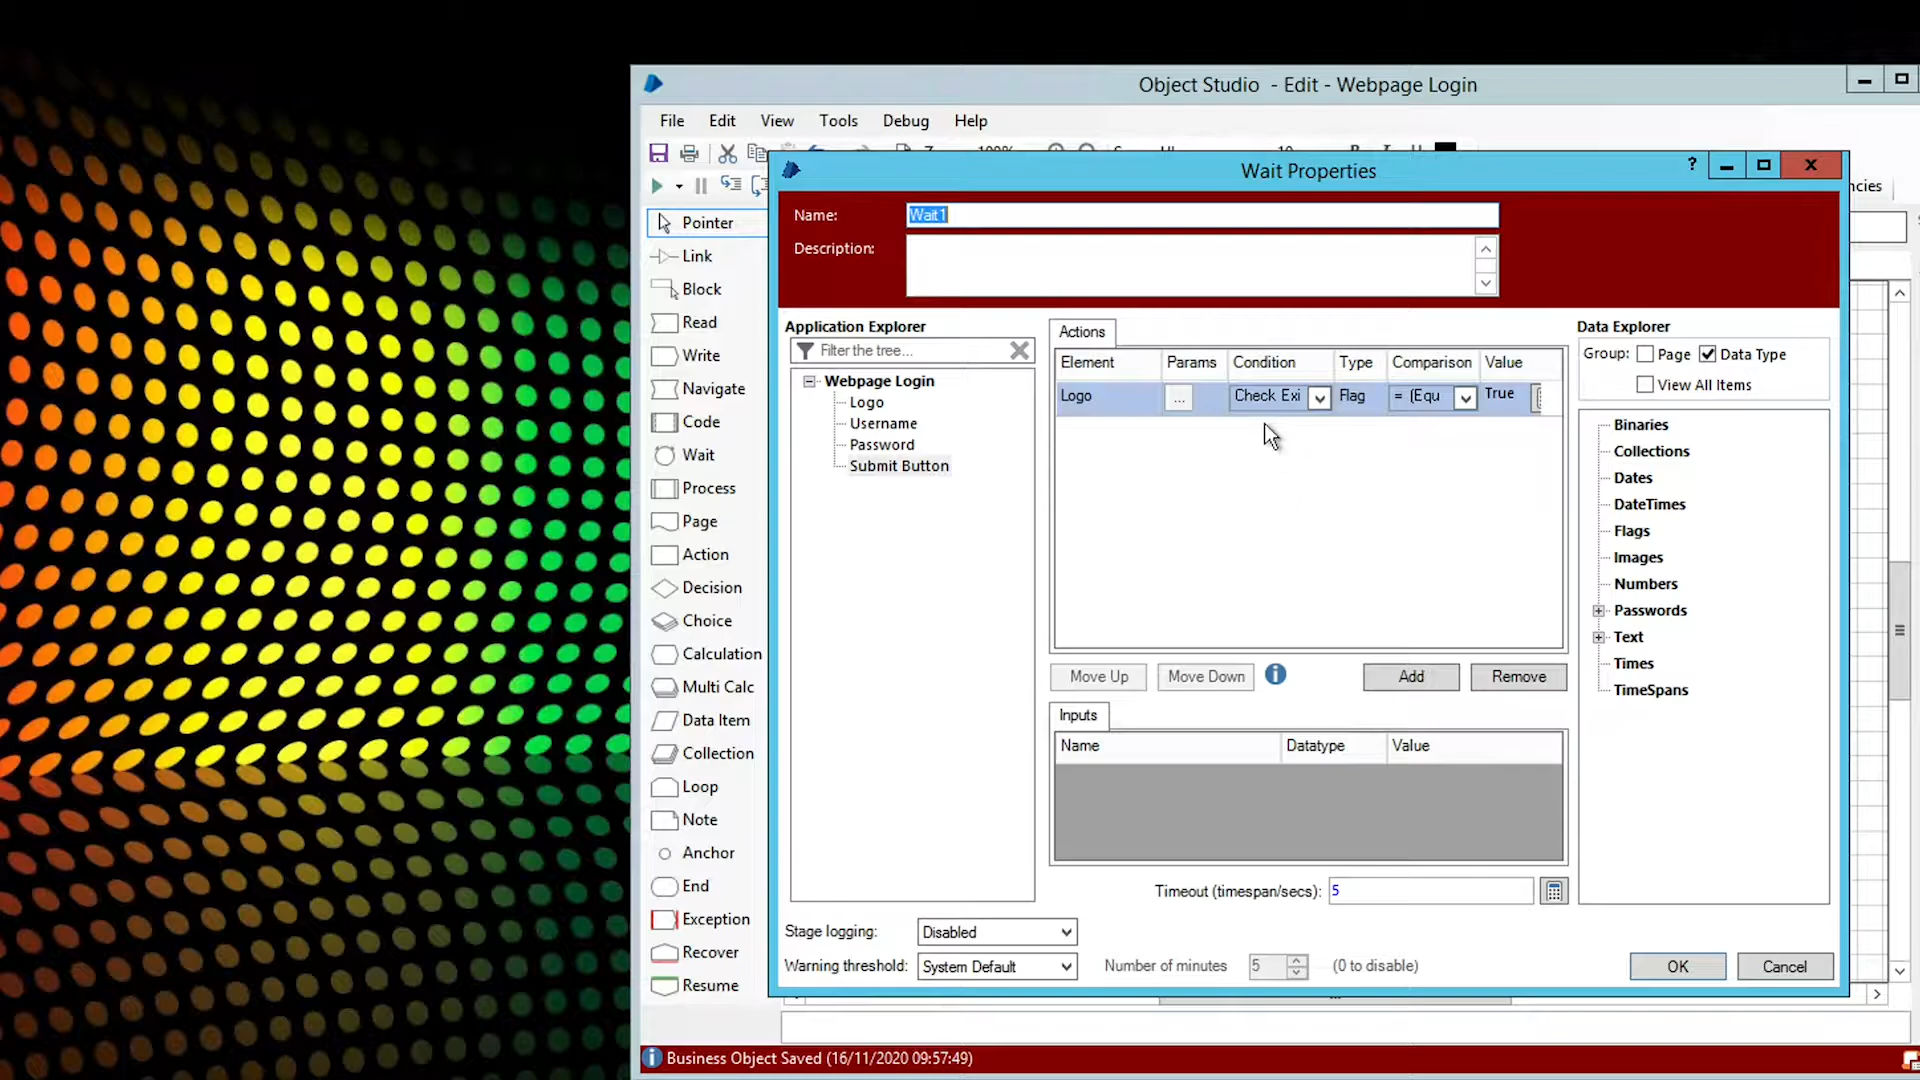 Object Studio - Edit - Webpage Login
File Edit View Tools Debug Help
Wait Properties
?
Name: Wait1
Description:
Pointer
Link
Block
Read
Write
Navigate
Code
Wait
Process
Page
Action
Decision
Choice
Calculation
Multi Calc
Data Item
Collection
Loop
Note
Anchor
End
Exception
Recover
Resume
Application Explorer
Filter the tree...
Webpage Login
Logo
Username
Password
Submit Button
Actions
Element Params Condition Type Comparison Value
Logo ... Check Exi Flag = (Equ True
Move Up Move Down Add Remove
Inputs
Name Datatype Value
Timeout (timespan/secs): 5
Data Explorer
Group: Page Data Type
View All Items
Binaries
Collections
Dates
DateTimes
Flags
Images
Numbers
Passwords
Text
Times
TimeSpans
Stage logging: Disabled
Warning threshold: System Default Number of minutes 5 (0 to disable)
OK Cancel
Business Object Saved (16/11/2020 09:57:49)